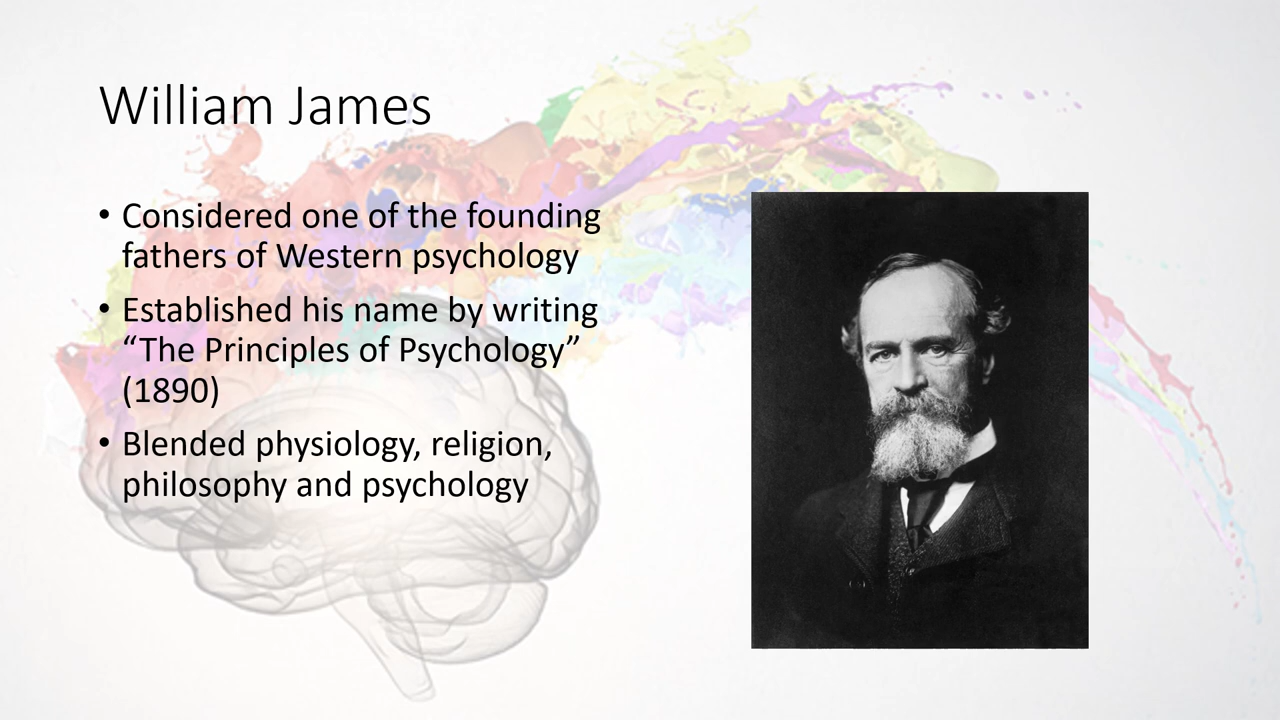 William James
• Considered one of the founding
fathers of Western psychology
• Established his name by writing
“The Principles of Psychology”
(1890)
• Blended physiology, religion,
philosophy and psychology